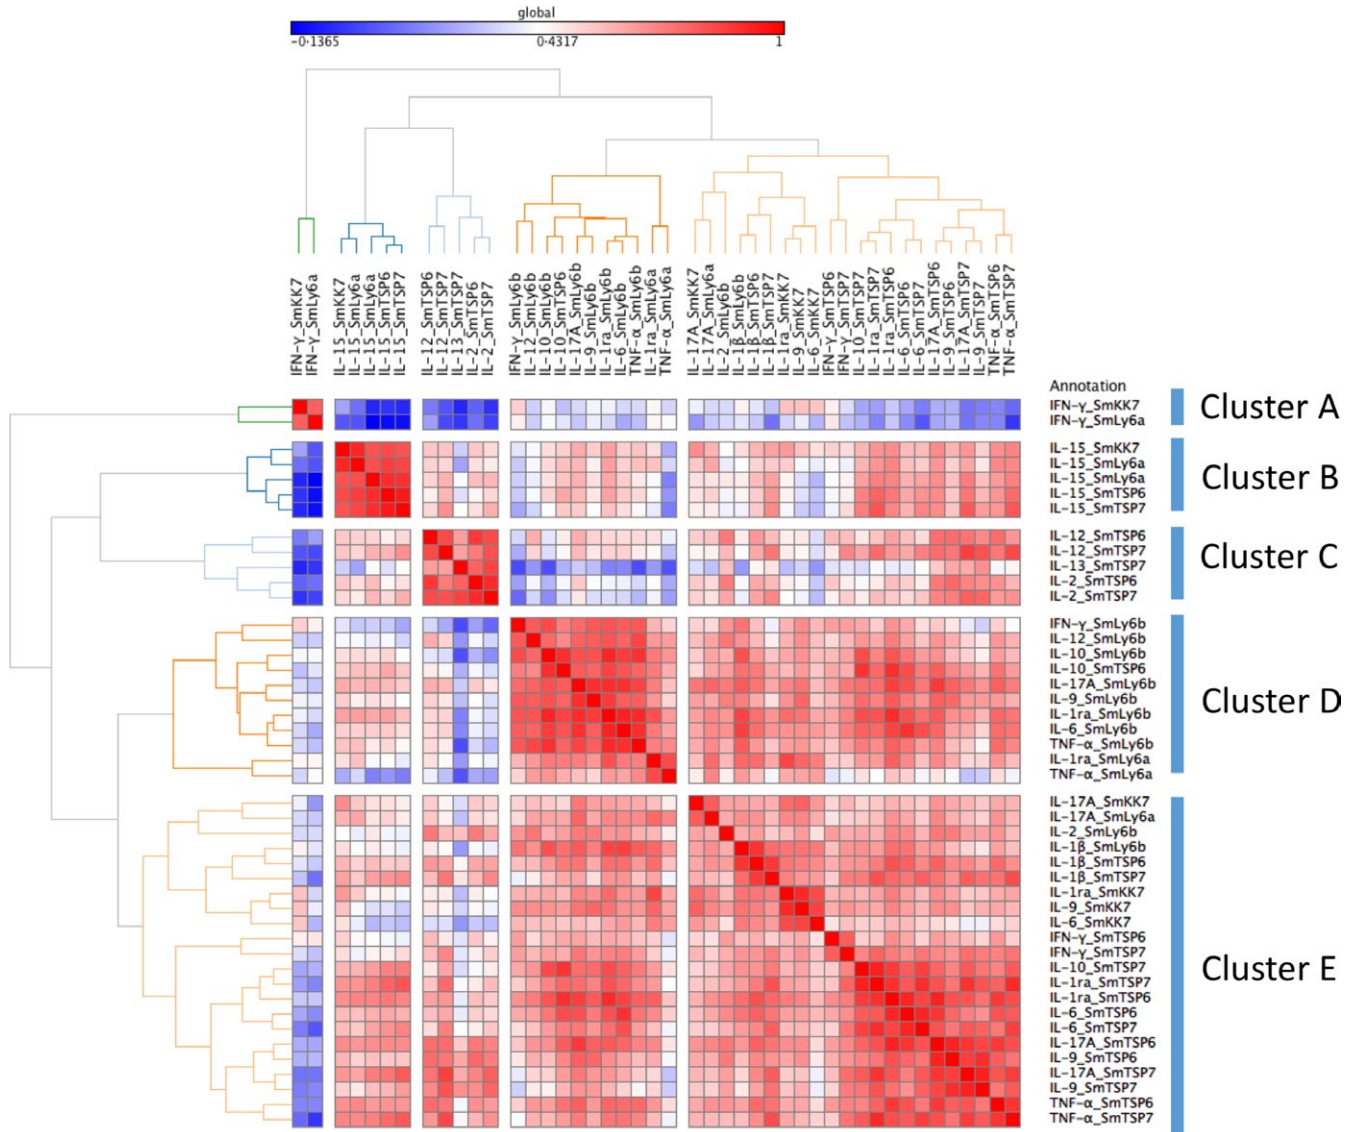 global
-0·1365 0·4317 1
IFN-γ_SmKK7
IFN-γ_SmLy6a
IL-15_SmKK7
IL-15_SmLy6a
IL-15_SmLy6a
IL-15_SmTSP6
IL-15_SmTSP7
IL-12_SmTSP6
IL-12_SmTSP7
IL-13_SmTSP7
IL-2_SmTSP6
IL-2_SmTSP7
IFN-γ_SmLy6b
IL-12_SmLy6b
IL-10_SmLy6b
IL-10_SmTSP6
IL-17A_SmLy6b
IL-9_SmLy6b
IL-1ra_SmLy6b
IL-6_SmLy6b
TNF-α_SmLy6b
IL-1ra_SmLy6a
TNF-α_SmLy6a
IL-17A_SmKK7
IL-17A_SmLy6a
IL-2_SmLy6b
IL-1β_SmLy6b
IL-1β_SmTSP6
IL-1β_SmTSP7
IL-1ra_SmKK7
IL-9_SmKK7
IL-6_SmKK7
IFN-γ_SmTSP6
IFN-γ_SmTSP7
IL-10_SmTSP7
IL-1ra_SmTSP7
IL-1ra_SmTSP6
IL-6_SmTSP6
IL-6_SmTSP7
IL-17A_SmTSP6
IL-9_SmTSP6
IL-17A_SmTSP7
IL-9_SmTSP7
TNF-α_SmTSP6
TNF-α_SmTSP7
Annotation
IFN-γ_SmKK7
IFN-γ_SmLy6a
Cluster A
IL-15_SmKK7
IL-15_SmLy6a
IL-15_SmLy6a
IL-15_SmTSP6
IL-15_SmTSP7
Cluster B
IL-12_SmTSP6
IL-12_SmTSP7
IL-13_SmTSP7
IL-2_SmTSP6
IL-2_SmTSP7
Cluster C
IFN-γ_SmLy6b
IL-12_SmLy6b
IL-10_SmLy6b
IL-10_SmTSP6
IL-17A_SmLy6b
IL-9_SmLy6b
IL-1ra_SmLy6b
IL-6_SmLy6b
TNF-α_SmLy6b
IL-1ra_SmLy6a
TNF-α_SmLy6a
Cluster D
IL-17A_SmKK7
IL-17A_SmLy6a
IL-2_SmLy6b
IL-1β_SmLy6b
IL-1β_SmTSP6
IL-1β_SmTSP7
IL-1ra_SmKK7
IL-9_SmKK7
IL-6_SmKK7
IFN-γ_SmTSP6
IFN-γ_SmTSP7
IL-10_SmTSP7
IL-1ra_SmTSP7
IL-1ra_SmTSP6
IL-6_SmTSP6
IL-6_SmTSP7
IL-17A_SmTSP6
IL-9_SmTSP6
IL-17A_SmTSP7
IL-9_SmTSP7
TNF-α_SmTSP6
TNF-α_SmTSP7
Cluster E